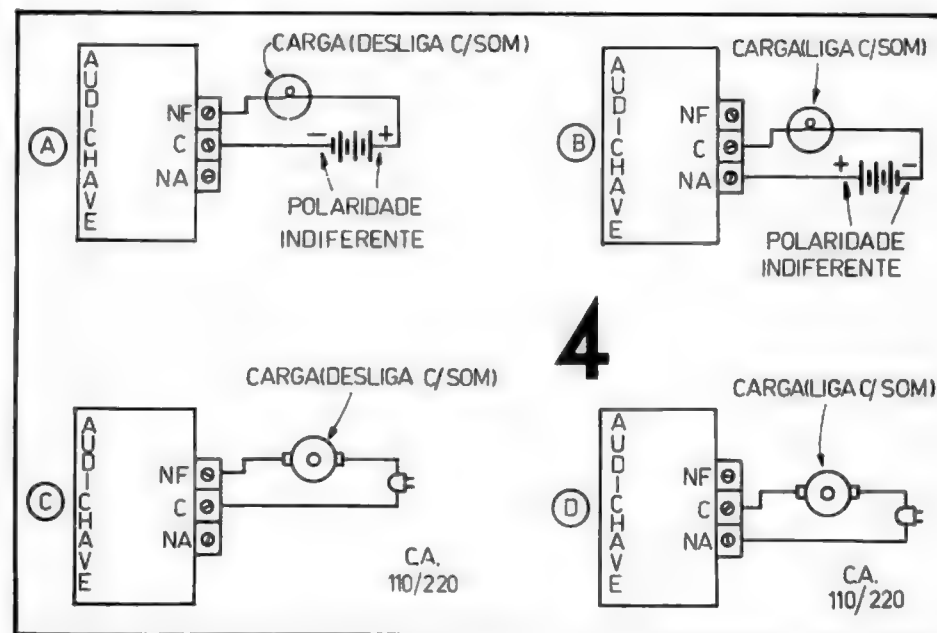 A
AUDICHAVE
CARGA(DESLIGA C/SOM)
NF
C
NA
- +
POLARIDADE
INDIFERENTE
B
AUDICHAVE
CARGA(LIGA C/SOM)
NF
C
NA
+ -
POLARIDADE
INDIFERENTE
4
C
AUDICHAVE
CARGA(DESLIGA C/SOM)
NF
C
NA
C.A.
110/220
D
AUDICHAVE
CARGA(LIGA C/SOM)
NF
C
NA
C.A.
110/220